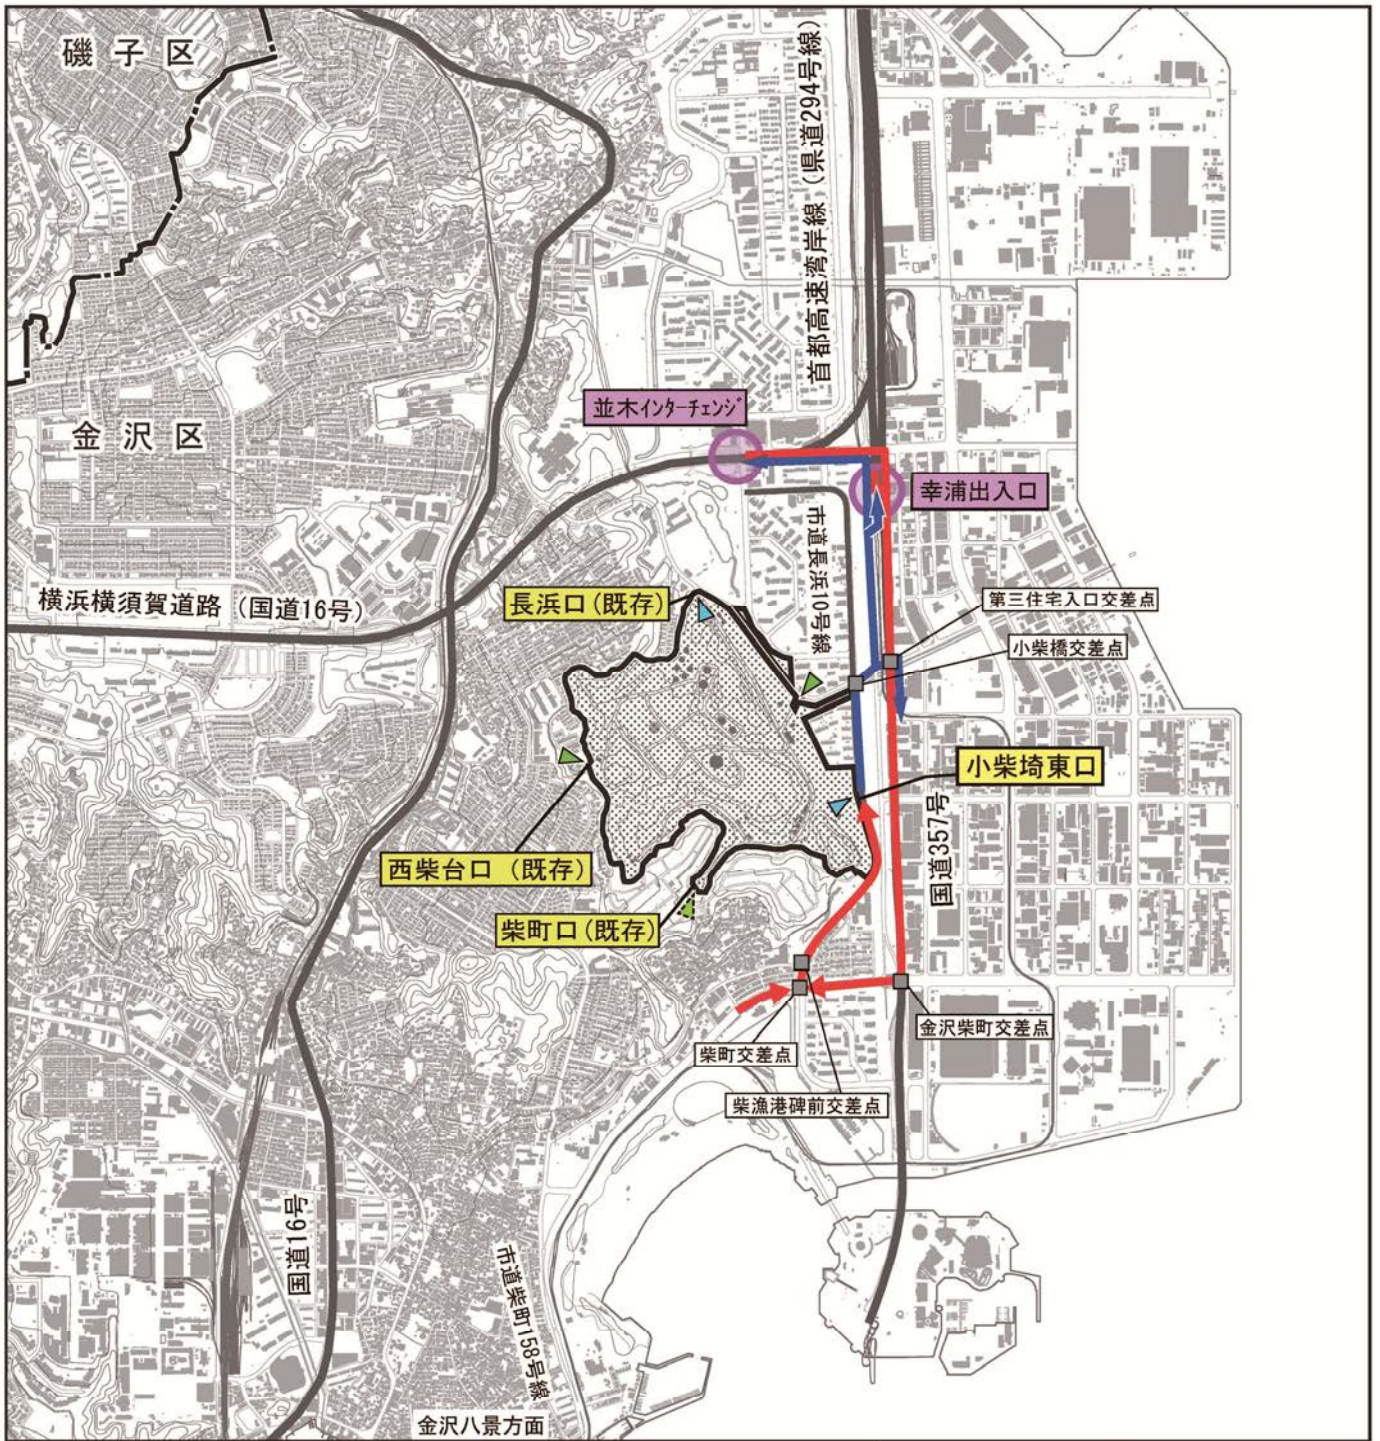 磯子区
首都高速湾岸線（県道294号線）
並木インターチェンジ
金沢区
幸浦出入口
市道長浜10号線
横浜横須賀道路（国道16号）
長浜口(既存)
第三住宅入口交差点
小柴橋交差点
小柴埼東口
国道357号
西柴台口（既存）
柴町口(既存)
金沢柴町交差点
柴町交差点
柴漁港碑前交差点
国道16号
市道柴町158号線
金沢八景方面